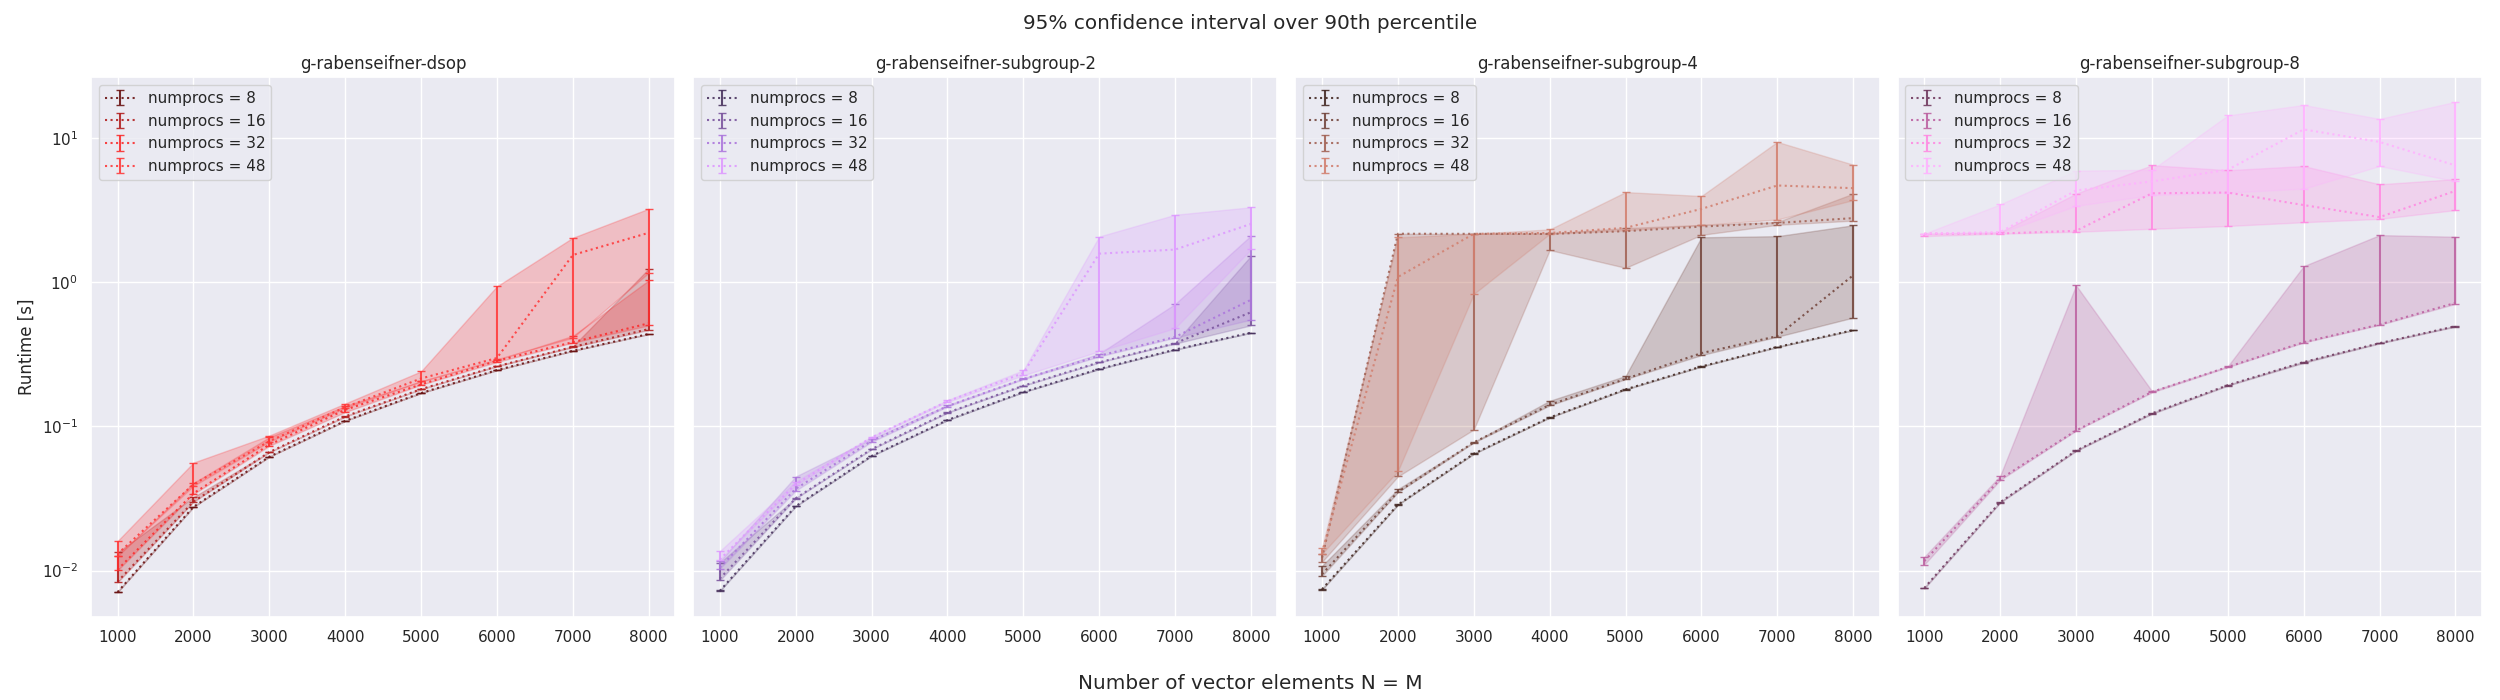 95% confidence interval over 90th percentile
g-rabenseifner-dsop
g-rabenseifner-subgroup-2
g-rabenseifner-subgroup-4
g-rabenseifner-subgroup-8
numprocs = 8
numprocs = 16
numprocs = 32
numprocs = 48
numprocs = 8
numprocs = 16
numprocs = 32
numprocs = 48
numprocs = 8
numprocs = 16
numprocs = 32
numprocs = 48
numprocs = 8
numprocs = 16
numprocs = 32
numprocs = 48
Runtime [s]
10¹
10⁰
10⁻¹
10⁻²
1000 2000 3000 4000 5000 6000 7000 8000
1000 2000 3000 4000 5000 6000 7000 8000
1000 2000 3000 4000 5000 6000 7000 8000
1000 2000 3000 4000 5000 6000 7000 8000
Number of vector elements N = M